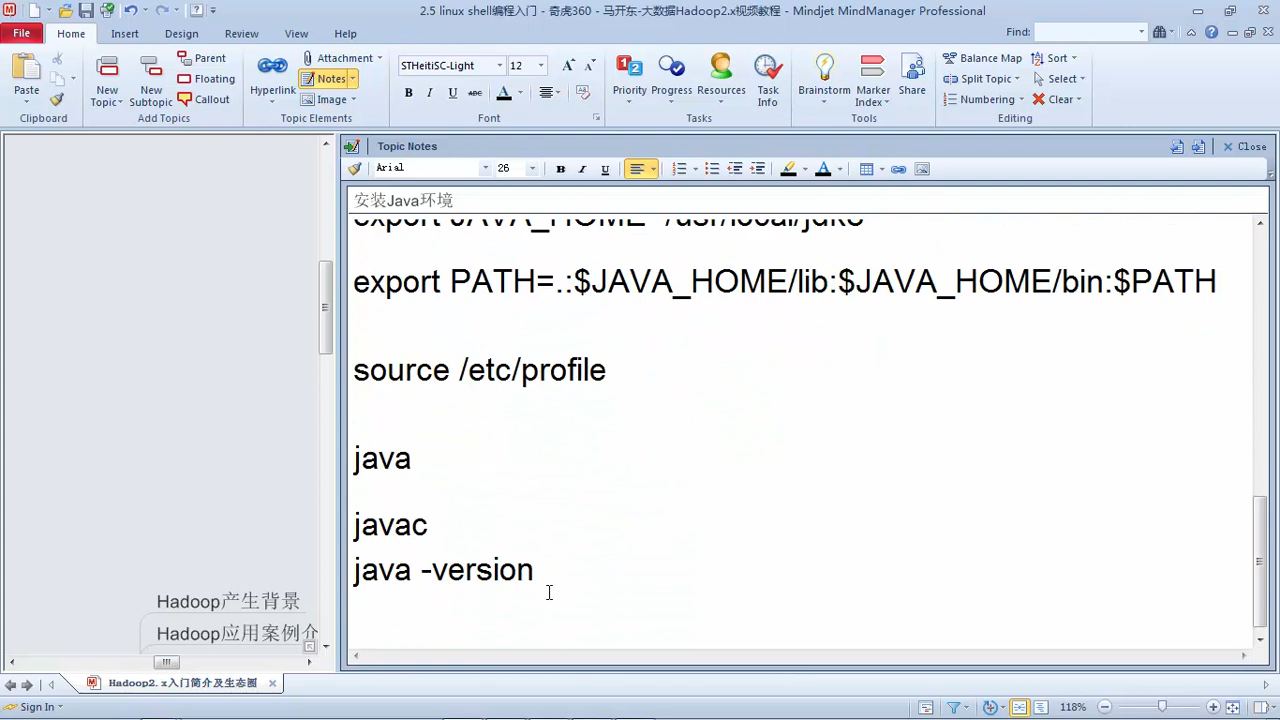 2.5 linux shell编程入门 - 奇虎360 - 马开东-大数据Hadoop2.x视频教程 - Mindjet MindManager Professional
File Home Insert Design Review View Help Find:
Paste
Clipboard
New Topic
New Subtopic
Parent
Floating
Callout
Add Topics
Hyperlink
Attachment
Notes
Image
Topic Elements
STHeitiSC-Light 12
B I U A
Font
Priority
Progress
Resources
Task Info
Tasks
Brainstorm
Marker Index
Share
Tools
Balance Map
Sort
Split Topic
Select
Numbering
Clear
Editing
Topic Notes Close
Arial 26 B I U A
安装Java环境
export JAVA_HOME /usr/local/jdk6
export PATH=.:$JAVA_HOME/lib:$JAVA_HOME/bin:$PATH
source /etc/profile
java
javac
java -version
Hadoop产生背景
Hadoop应用案例介
Hadoop2.x入门简介及生态圈
Sign In 118%